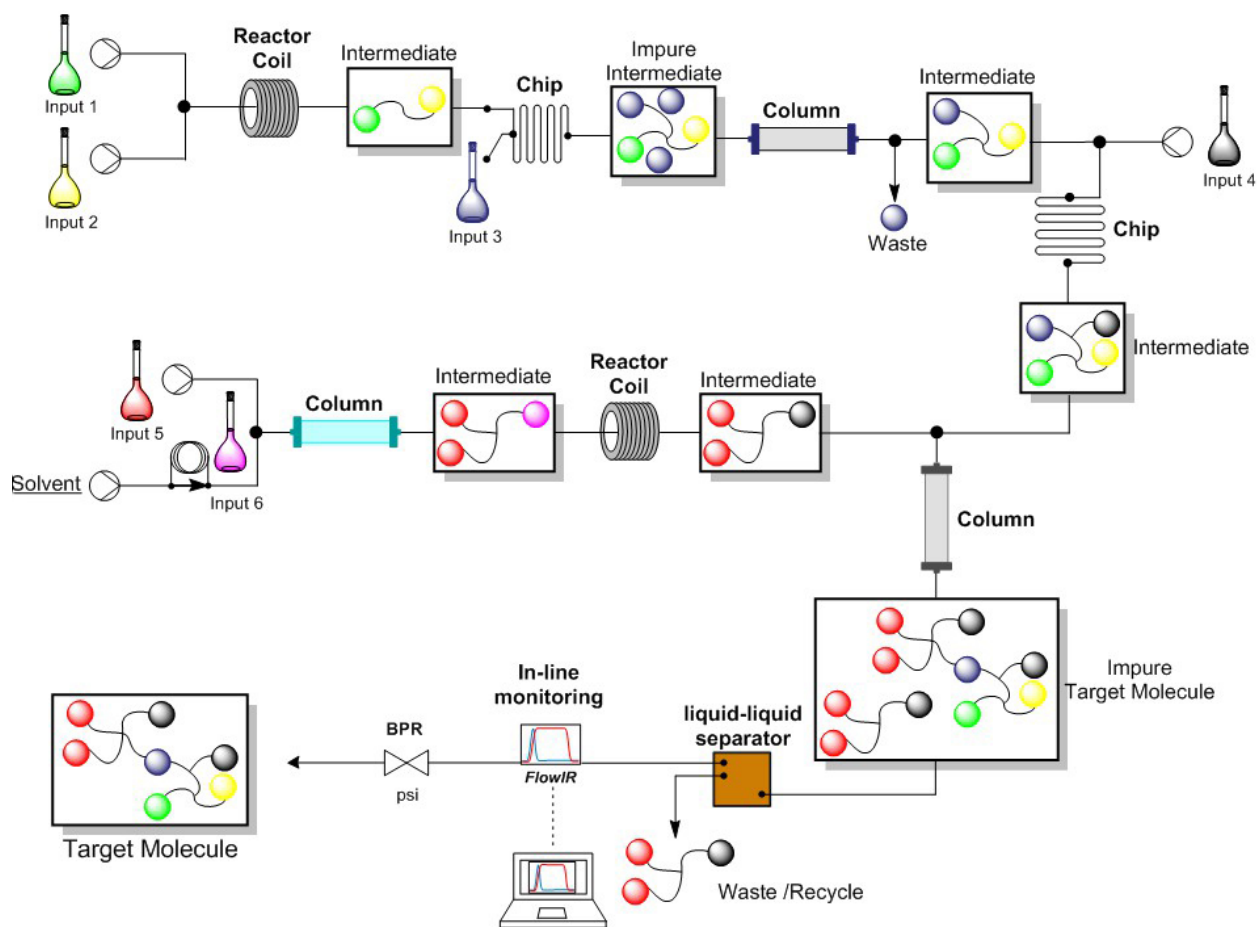 Reactor
Coil
Input 1
Input 2
Intermediate
Chip
Input 3
Impure
Intermediate
Column
Waste
Intermediate
Input 4
Chip
Intermediate
Input 5
Solvent
Input 6
Column
Intermediate
Reactor
Coil
Intermediate
Column
Impure
Target Molecule
liquid-liquid
separator
Waste /Recycle
In-line
monitoring
FlowIR
BPR
psi
Target Molecule